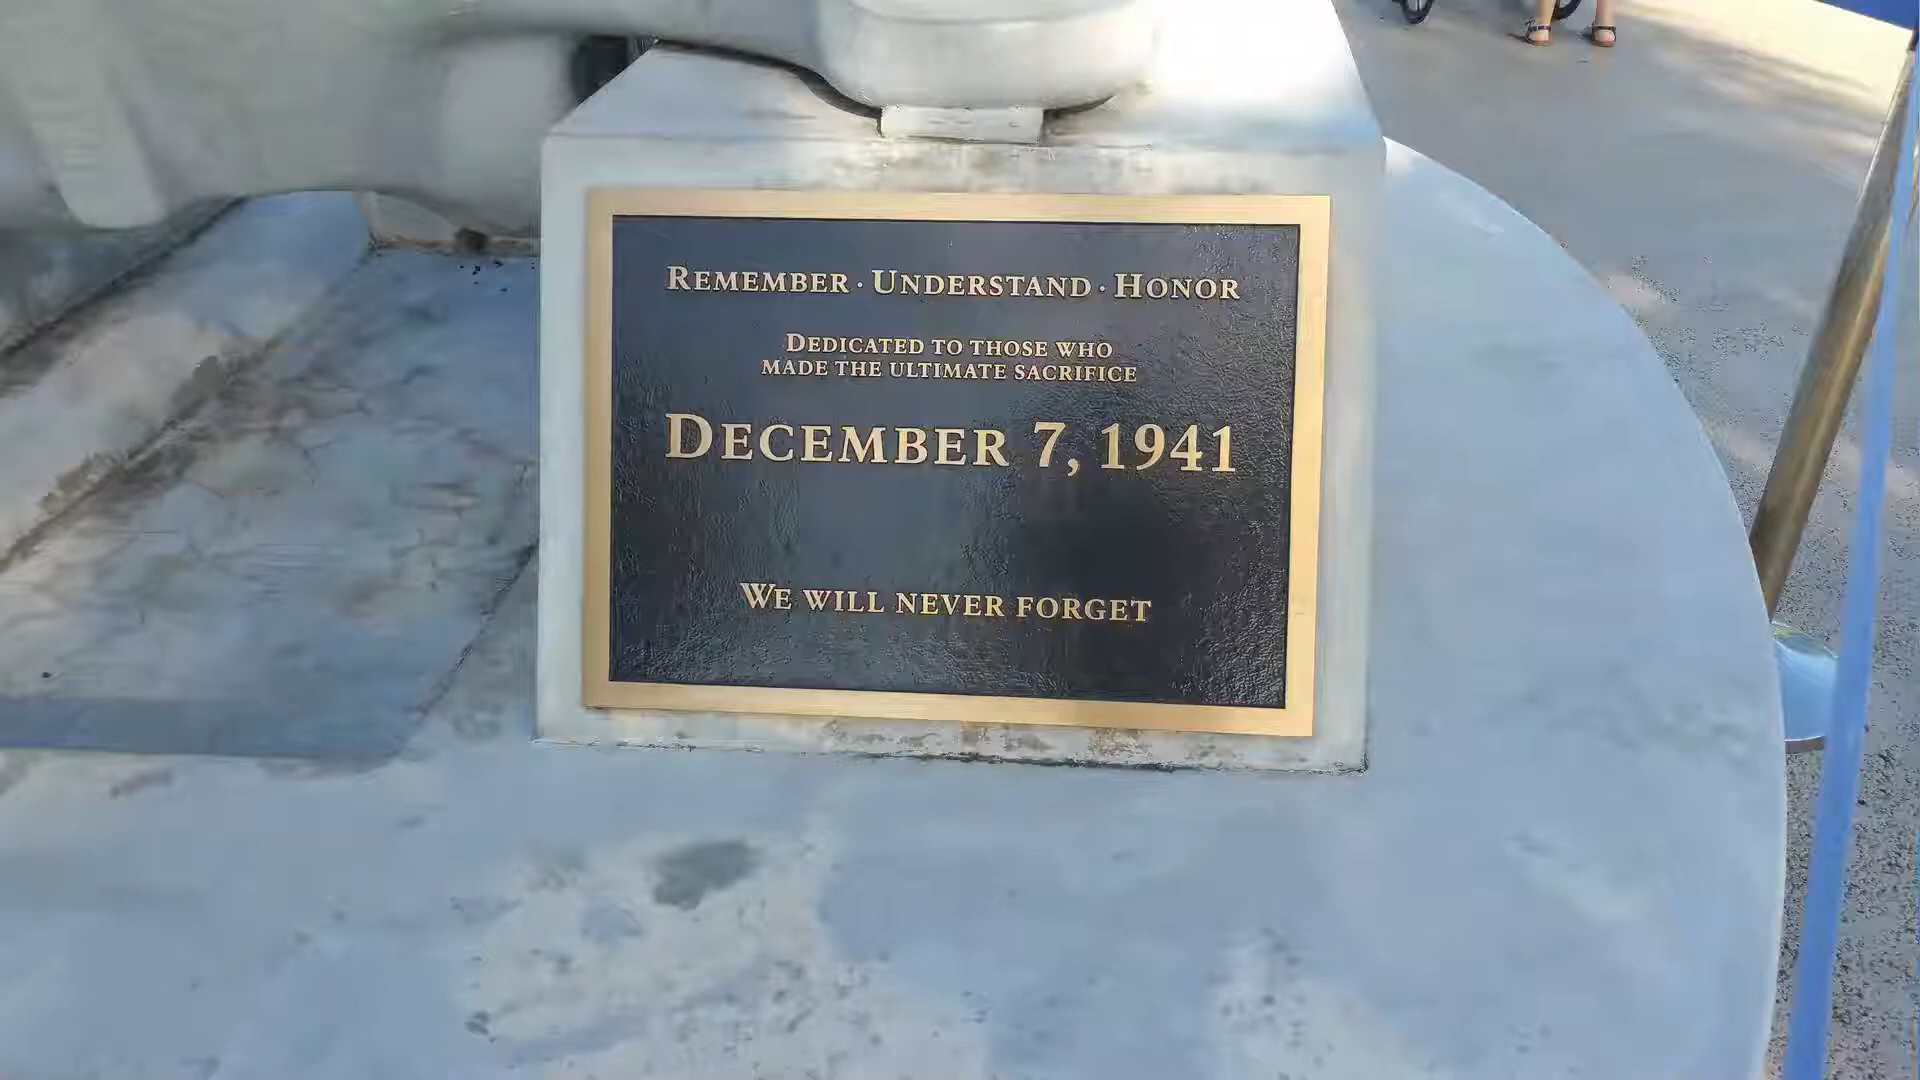 REMEMBER · UNDERSTAND · HONOR
DEDICATED TO THOSE WHO
MADE THE ULTIMATE SACRIFICE
DECEMBER 7, 1941
WE WILL NEVER FORGET